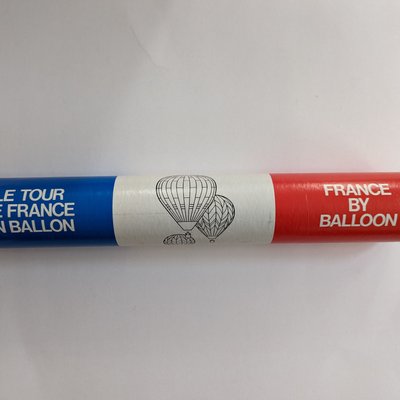 LE TOUR
E FRANCE
N BALLON
FRANCE
BY
BALLOON